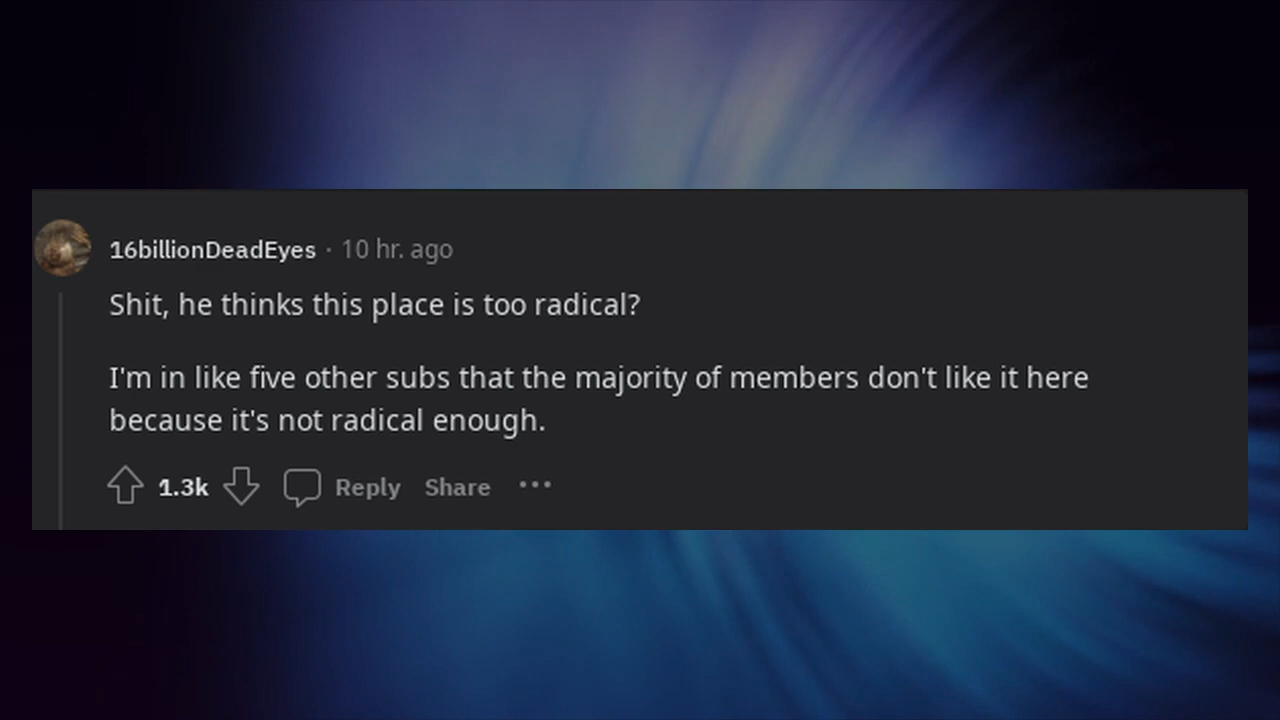 16billionDeadEyes · 10 hr. ago
Shit, he thinks this place is too radical?
I'm in like five other subs that the majority of members don't like it here
because it's not radical enough.
1.3k Reply Share ···